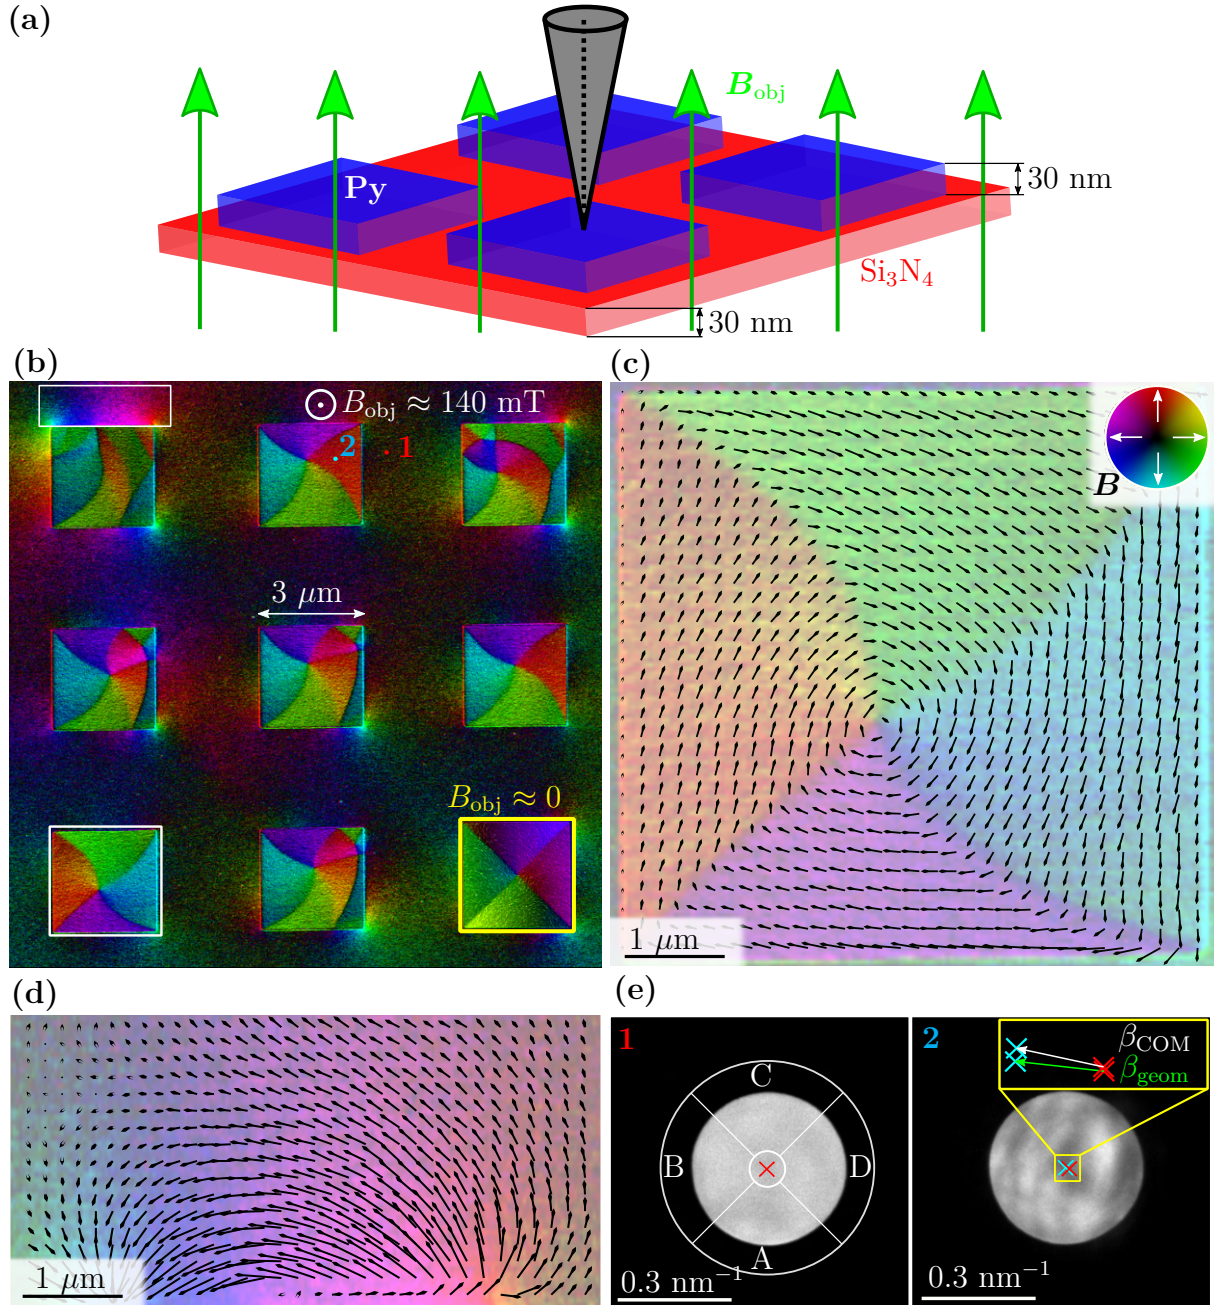 (a)
B_obj
Py
30 nm
Si₃N₄
30 nm
(b)
⊙ B_obj ≈ 140 mT
2 1
3 μm
B_obj ≈ 0
(c)
B
1 μm
(d)
1 μm
(e)
1
C
B D
A
0.3 nm⁻¹
2
β_COM
β_geom
0.3 nm⁻¹